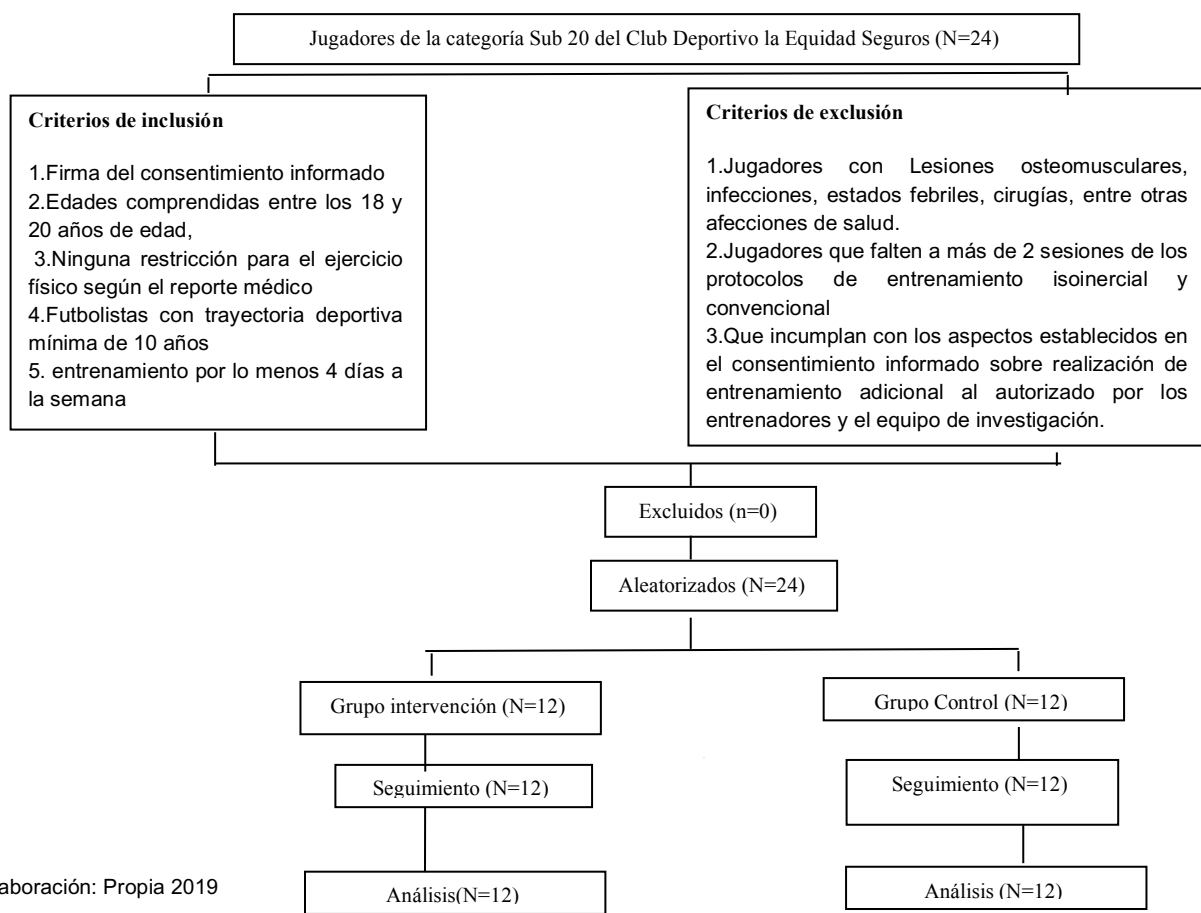 Jugadores de la categoría Sub 20 del Club Deportivo la Equidad Seguros (N=24)
Criterios de inclusión
1.Firma del consentimiento informado
2.Edades comprendidas entre los 18 y
20 años de edad,
3.Ninguna restricción para el ejercicio
físico según el reporte médico
4.Futbolistas con trayectoria deportiva
mínima de 10 años
5. entrenamiento por lo menos 4 días a
la semana
Criterios de exclusión
1.Jugadores con Lesiones osteomusculares,
infecciones, estados febriles, cirugías, entre otras
afecciones de salud.
2.Jugadores que falten a más de 2 sesiones de los
protocolos de entrenamiento isoinercial y
convencional
3.Que incumplan con los aspectos establecidos en
el consentimiento informado sobre realización de
entrenamiento adicional al autorizado por los
entrenadores y el equipo de investigación.
Excluidos (n=0)
Aleatorizados (N=24)
Grupo intervención (N=12)
Grupo Control (N=12)
Seguimiento (N=12)
Seguimiento (N=12)
Análisis(N=12)
Análisis (N=12)
aboración: Propia 2019